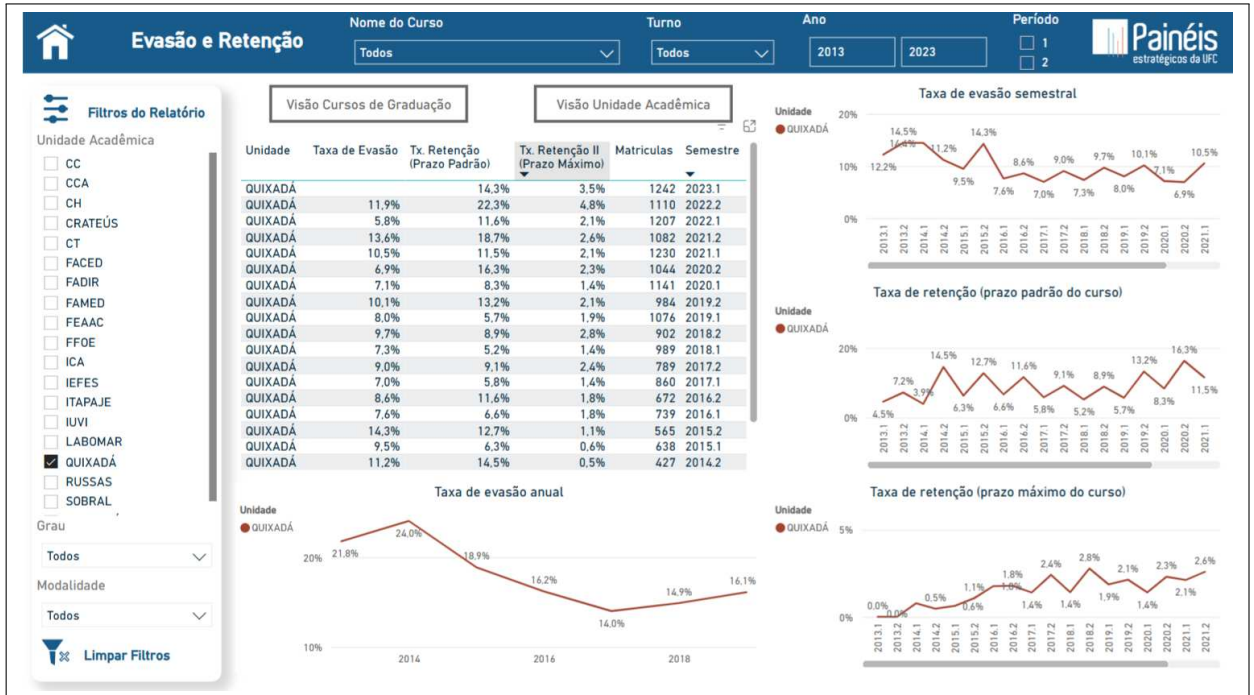 Evasão e Retenção
Nome do Curso
Todos
Turno
Todos
Ano
2013
2023
Período
1
2
Painéis
estratégicos da UFC
Filtros do Relatório
Unidade Acadêmica
CC
CCA
CH
CRATEÚS
CT
FACED
FADIR
FAMED
FEAAC
FFOE
ICA
IEFES
ITAPAJE
IUVI
LABOMAR
QUIXADÁ
RUSSAS
SOBRAL
Grau
Todos
Modalidade
Todos
Limpar Filtros
Visão Cursos de Graduação
Visão Unidade Acadêmica
Unidade Taxa de Evasão Tx. Retenção (Prazo Padrão) Tx. Retenção II (Prazo Máximo) Matriculas Semestre
QUIXADÁ 14,3% 3,5% 1242 2023.1
QUIXADÁ 11,9% 22,3% 4,8% 1110 2022.2
QUIXADÁ 5,8% 11,6% 2,1% 1207 2022.1
QUIXADÁ 13,6% 18,7% 2,6% 1082 2021.2
QUIXADÁ 10,5% 11,5% 2,1% 1230 2021.1
QUIXADÁ 6,9% 16,3% 2,3% 1044 2020.2
QUIXADÁ 7,1% 8,3% 1,4% 1141 2020.1
QUIXADÁ 10,1% 13,2% 2,1% 984 2019.2
QUIXADÁ 8,0% 5,7% 1,9% 1076 2019.1
QUIXADÁ 9,7% 8,9% 2,8% 902 2018.2
QUIXADÁ 7,3% 5,2% 1,4% 989 2018.1
QUIXADÁ 9,0% 9,1% 2,4% 789 2017.2
QUIXADÁ 7,0% 5,8% 1,4% 860 2017.1
QUIXADÁ 8,6% 11,6% 1,8% 672 2016.2
QUIXADÁ 7,6% 6,6% 1,8% 739 2016.1
QUIXADÁ 14,3% 12,7% 1,1% 565 2015.2
QUIXADÁ 9,5% 6,3% 0,6% 638 2015.1
QUIXADÁ 11,2% 14,5% 0,5% 427 2014.2
Taxa de evasão anual
Unidade
QUIXADÁ
20%
10%
21,8% 24,0% 18,9% 16,2% 14,0% 14,9% 16,1%
2014 2016 2018
Taxa de evasão semestral
Unidade
QUIXADÁ
20%
10%
0%
12.2% 14.5% 11.2% 9.5% 14.3% 7.6% 8.6% 7.0% 9.0% 7.3% 9.7% 8.0% 10.1% 7.1% 6.9% 10.5%
2013.1 2013.2 2014.1 2014.2 2015.1 2015.2 2016.1 2016.2 2017.1 2017.2 2018.1 2018.2 2019.1 2019.2 2020.1 2020.2 2021.1
Taxa de retenção (prazo padrão do curso)
Unidade
QUIXADÁ
20%
0%
4.5% 7.2% 3.9% 14.5% 6.3% 12.7% 6.6% 11.6% 5.8% 9.1% 5.2% 8.9% 5.7% 13.2% 8.3% 16.3% 11.5%
2013.1 2013.2 2014.1 2014.2 2015.1 2015.2 2016.1 2016.2 2017.1 2017.2 2018.1 2018.2 2019.1 2019.2 2020.1 2020.2 2021.1
Taxa de retenção (prazo máximo do curso)
Unidade
QUIXADÁ
5%
0%
0.0% 0.0% 0.5% 0.6% 1.1% 1.8% 1.8% 1.4% 2.4% 1.4% 2.8% 1.9% 2.1% 1.4% 2.3% 2.1% 2.6%
2013.1 2013.2 2014.1 2014.2 2015.1 2015.2 2016.1 2016.2 2017.1 2017.2 2018.1 2018.2 2019.1 2019.2 2020.1 2020.2 2021.1 2021.2